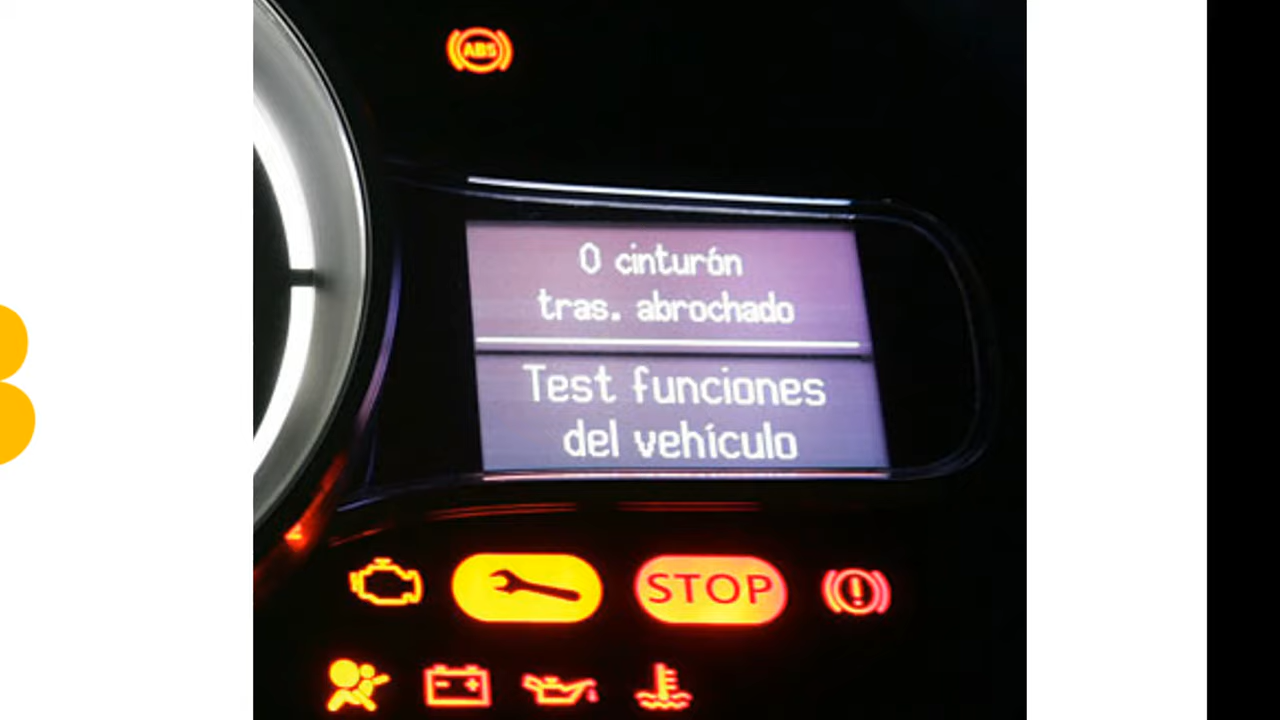 ABS
0 cinturón
tras. abrochado
Test funciones
del vehículo
STOP